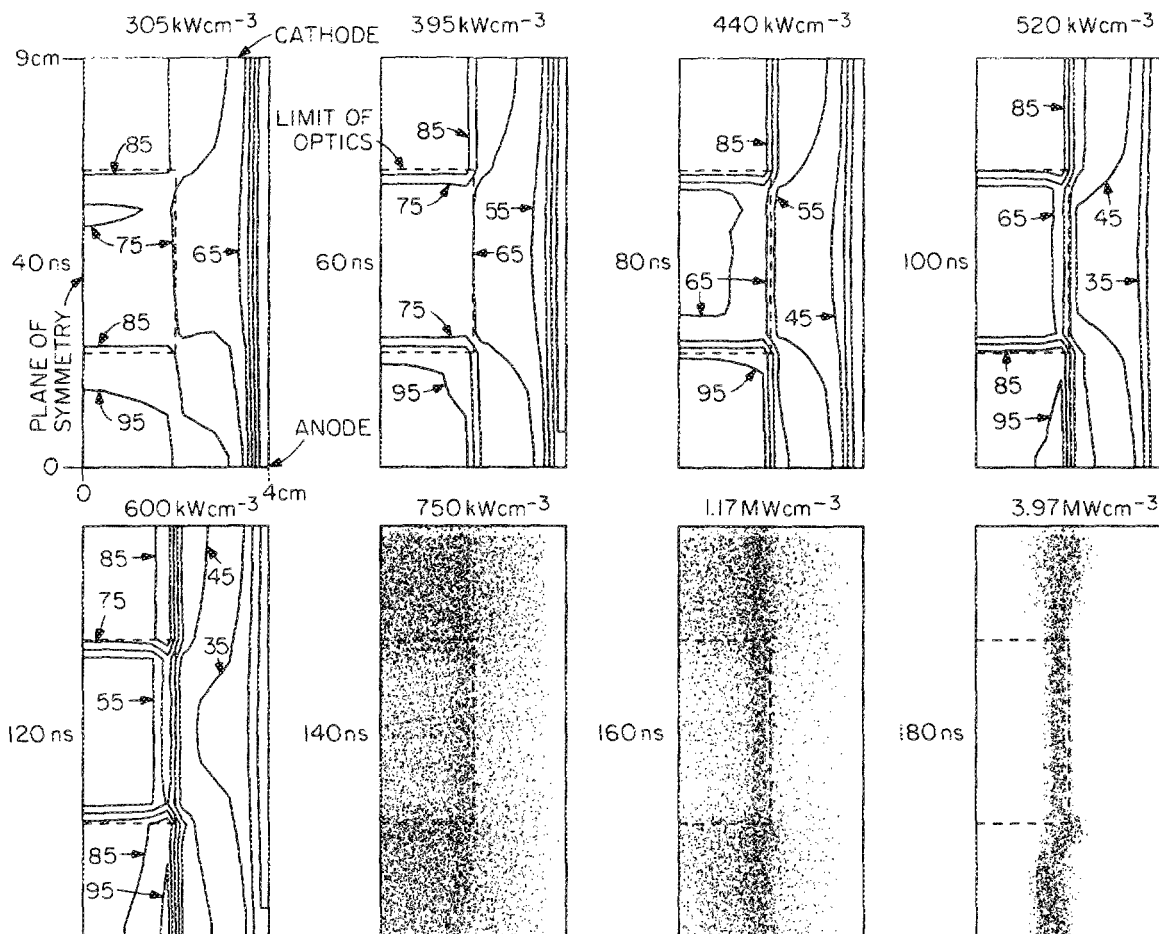 305 kWcm⁻³
395 kWcm⁻³
440 kWcm⁻³
520 kWcm⁻³
CATHODE
9cm
LIMIT OF
OPTICS
85
75
65
85
95
40 ns
PLANE OF
SYMMETRY
ANODE
0
0
4cm
85
75
55
65
75
95
60 ns
85
55
65
45
95
80 ns
85
65
45
35
85
95
100 ns
600 kWcm⁻³
750 kWcm⁻³
1.17 MWcm⁻³
3.97 MWcm⁻³
85
45
75
35
55
85
95
120 ns
140 ns
160 ns
180 ns